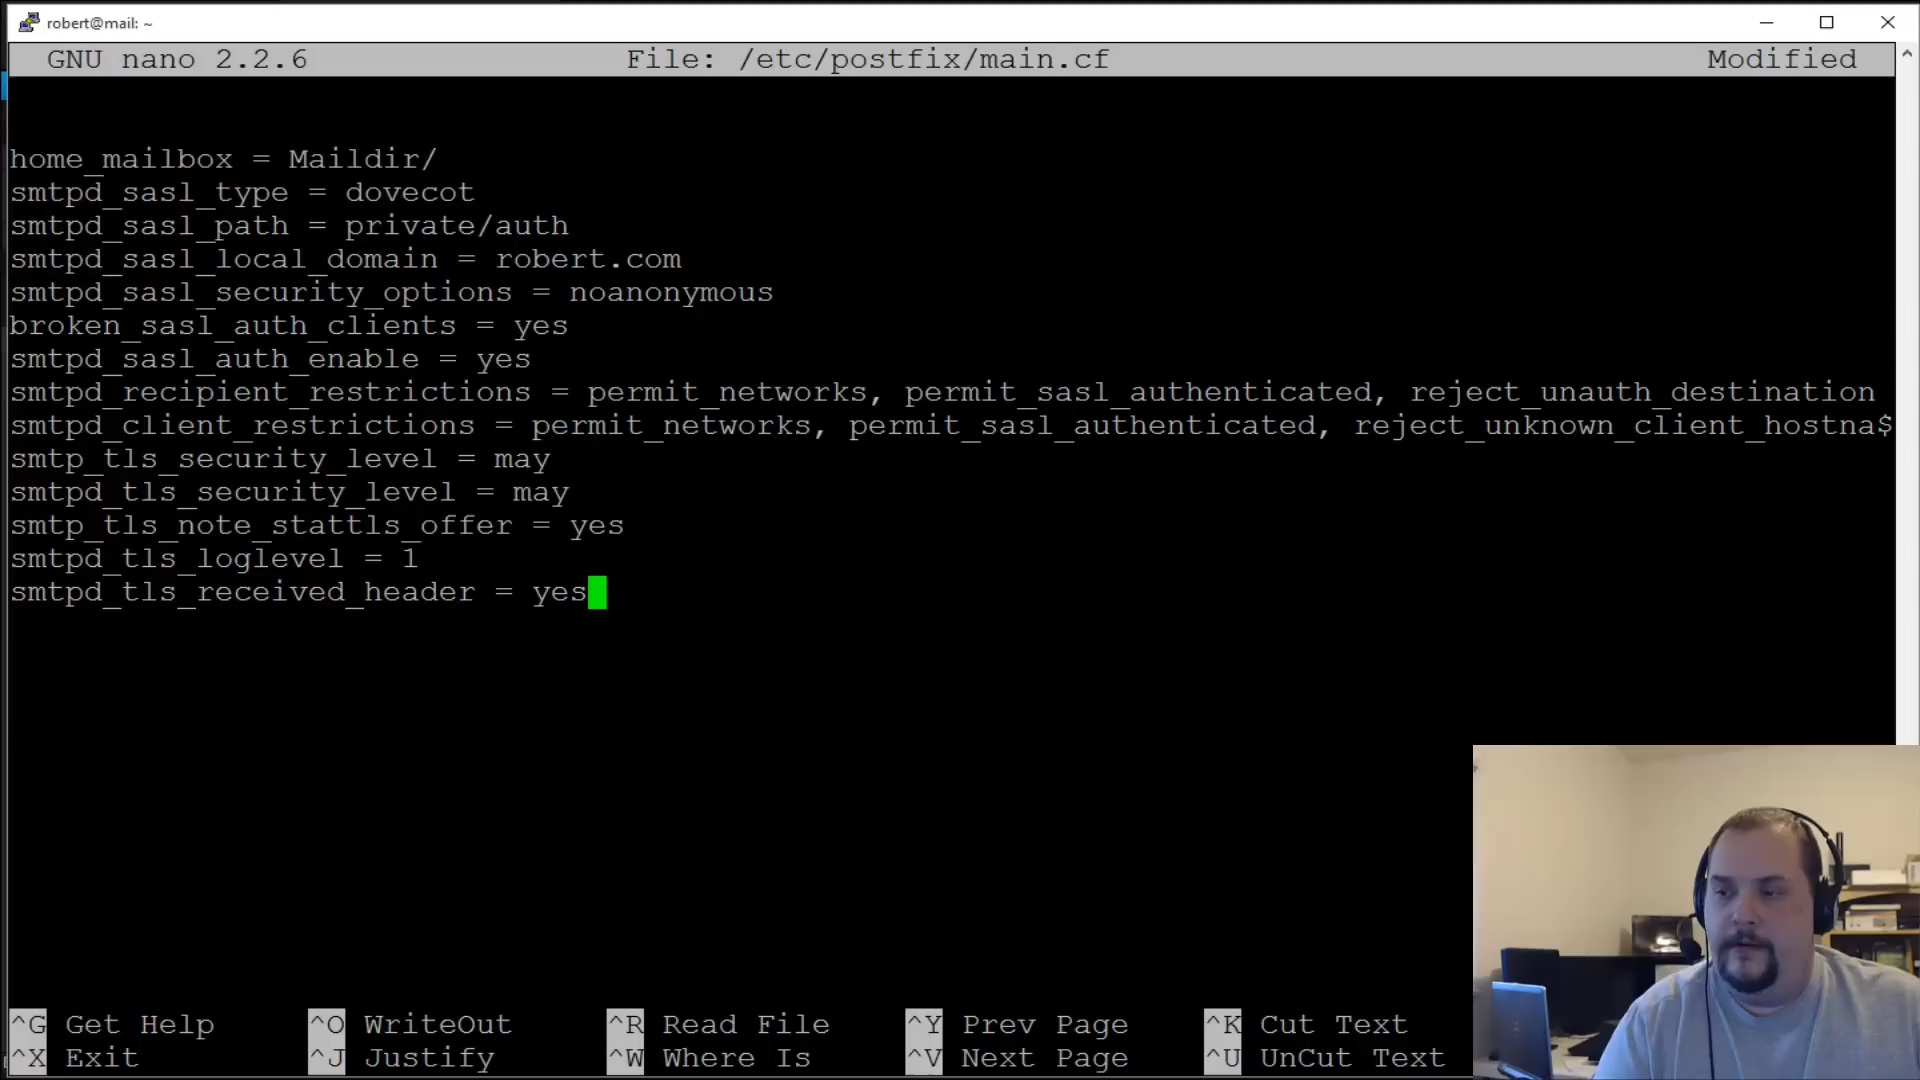 robert@mail: ~
GNU nano 2.2.6 File: /etc/postfix/main.cf Modified
home_mailbox = Maildir/
smtpd_sasl_type = dovecot
smtpd_sasl_path = private/auth
smtpd_sasl_local_domain = robert.com
smtpd_sasl_security_options = noanonymous
broken_sasl_auth_clients = yes
smtpd_sasl_auth_enable = yes
smtpd_recipient_restrictions = permit_networks, permit_sasl_authenticated, reject_unauth_destination
smtpd_client_restrictions = permit_networks, permit_sasl_authenticated, reject_unknown_client_hostna$
smtp_tls_security_level = may
smtpd_tls_security_level = may
smtp_tls_note_stattls_offer = yes
smtpd_tls_loglevel = 1
smtpd_tls_received_header = yes
^G Get Help ^O WriteOut ^R Read File ^Y Prev Page ^K Cut Text
^X Exit ^J Justify ^W Where Is ^V Next Page ^U UnCut Text